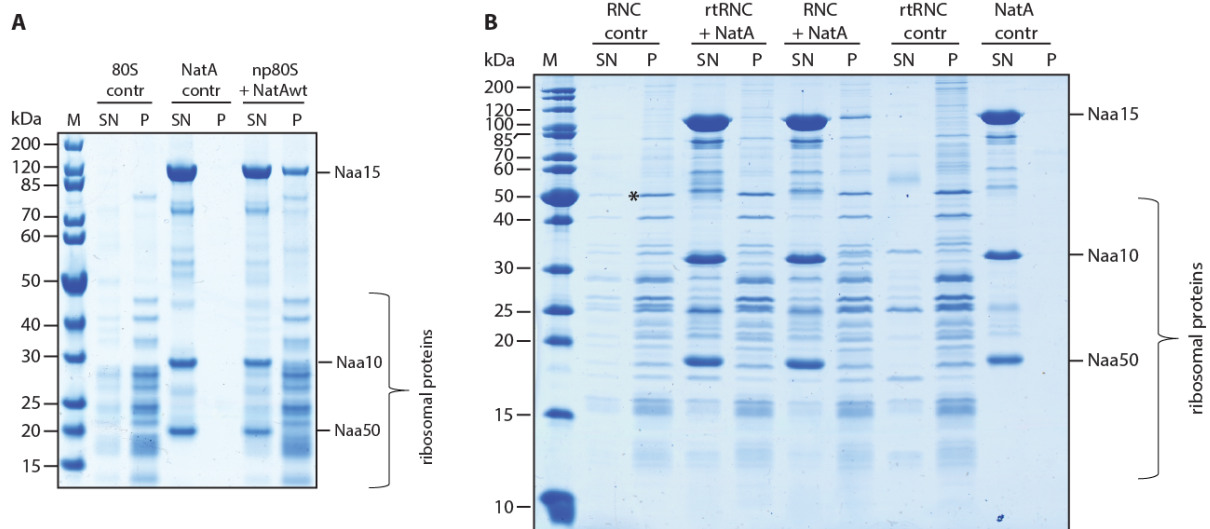 A
80S contr
NatA contr
np80S + NatAwt
kDa M SN P SN P SN P
200
120
85
70
60
50
40
30
25
20
15
Naa15
Naa10
Naa50
ribosomal proteins
B
RNC contr
rtRNC + NatA
RNC + NatA
rtRNC contr
NatA contr
kDa M SN P SN P SN P SN P SN P
200
120
100
85
70
60
50
40
30
25
20
15
10
*
Naa15
Naa10
Naa50
ribosomal proteins